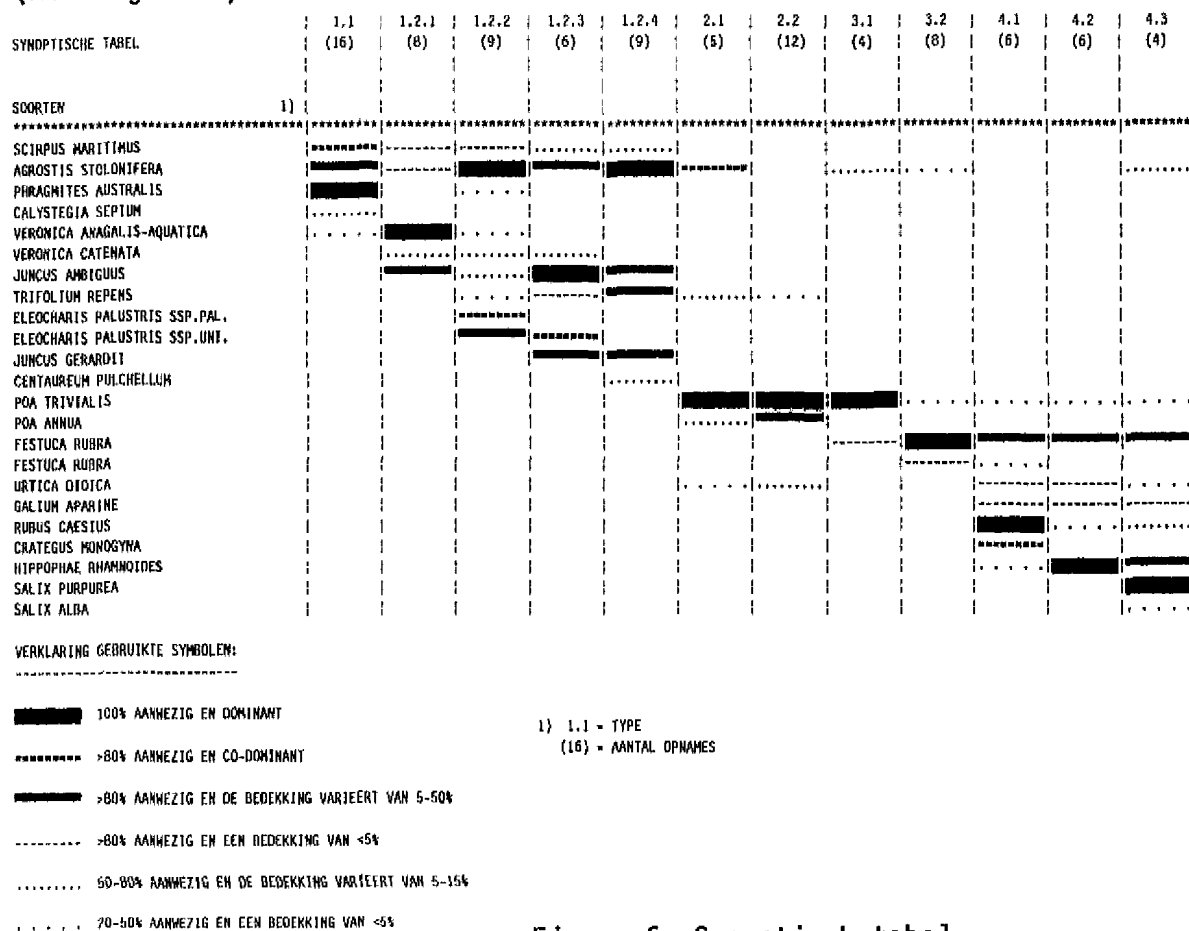 1.1 1.2.1 1.2.2 1.2.3 1.2.4 2.1 2.2 3.1 3.2 4.1 4.2 4.3
SYNOPTISCHE TABEL (16) (8) (9) (6) (9) (5) (12) (4) (8) (6) (6) (4)
SOORTEN 1)
SCIRPUS MARITIMUS
AGROSTIS STOLONIFERA
PHRAGMITES AUSTRALIS
CALYSTEGIA SEPIUM
VERONICA ANAGALIS-AQUATICA
VERONICA CATENATA
JUNCUS AMBIGUUS
TRIFOLIUM REPENS
ELEOCHARIS PALUSTRIS SSP.PAL.
ELEOCHARIS PALUSTRIS SSP.UNI.
JUNCUS GERARDII
CENTAUREUM PULCHELLUM
POA TRIVIALIS
POA ANNUA
FESTUCA RUBRA
FESTUCA RUBRA
URTICA DIOICA
GALIUM APARINE
RUBUS CAESIUS
CRATEGUS MONOGYNA
HIPPOPHAE RHAMNOIDES
SALIX PURPUREA
SALIX ALBA
VERKLARING GEBRUIKTE SYMBOLEN:
100% AANWEZIG EN DOMINANT
1) 1.1 = TYPE
(16) = AANTAL OPNAMES
>80% AANWEZIG EN CO-DOMINANT
>80% AANWEZIG EN DE BEDEKKING VARIEERT VAN 5-50%
>80% AANWEZIG EN EEN BEDEKKING VAN <5%
50-80% AANWEZIG EN DE BEDEKKING VARIEERT VAN 5-15%
20-50% AANWEZIG EN EEN BEDEKKING VAN <5%